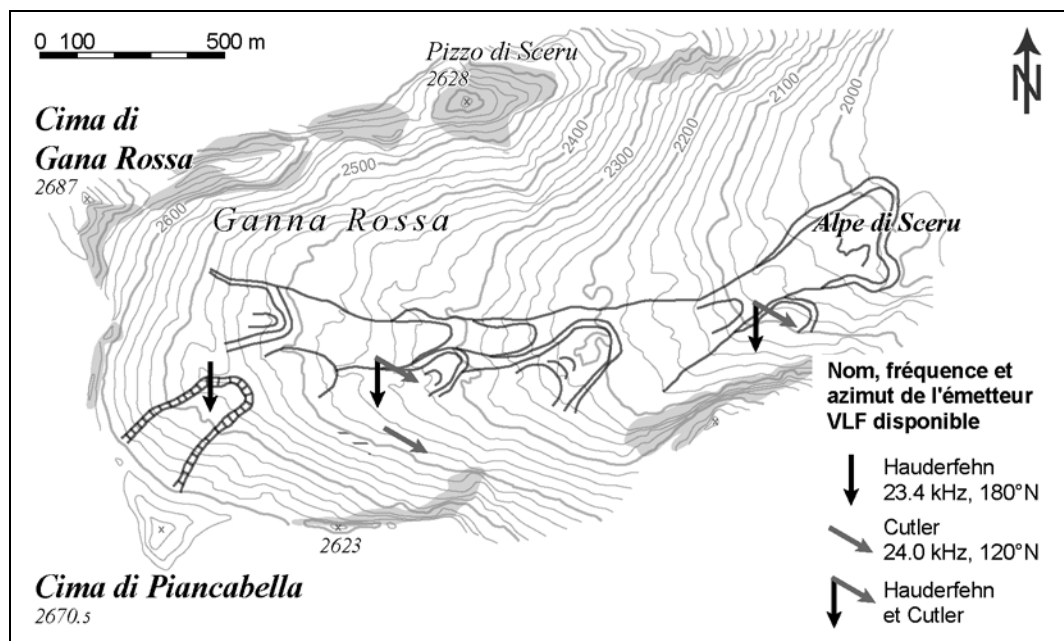 0 100 500 m
Pizzo di Sceru
2628
N
Cima di
Gana Rossa
2687
2500
2600
2400
2300
2200
2100
2000
Ganna Rossa
Alpe di Sceru
Nom, fréquence et
azimut de l'émetteur
VLF disponible
Hauderfehn
23.4 kHz, 180°N
Cutler
24.0 kHz, 120°N
Hauderfehn
et Cutler
2623
Cima di Piancabella
2670.5